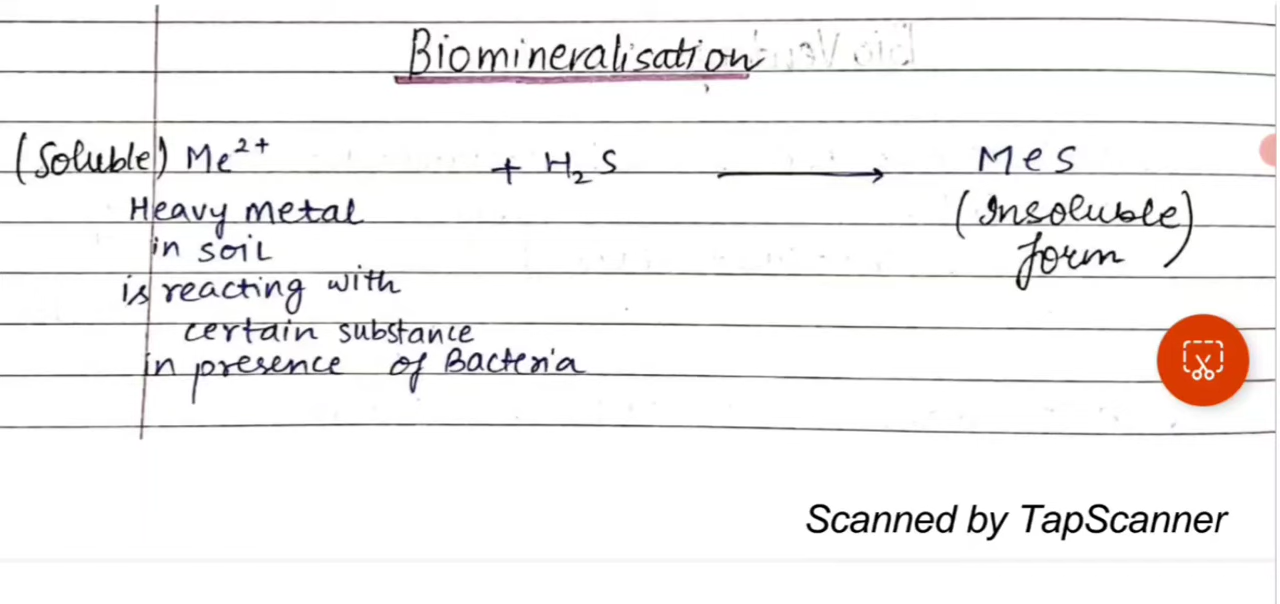 Biomineralisation
(Soluble) Me²⁺ + H₂S ⟶ MeS
Heavy metal (Insoluble)
in soil form
is reacting with
certain substance
in presence of Bacteria
Scanned by TapScanner